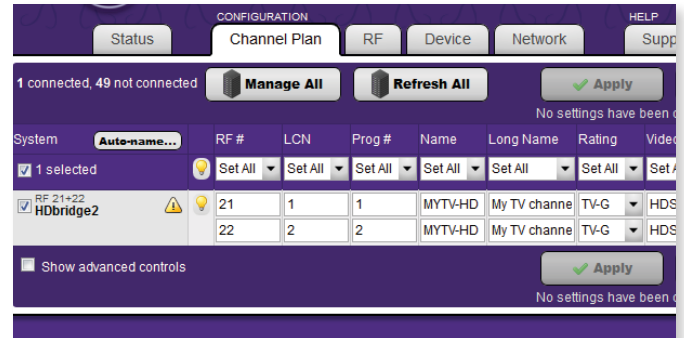 CONFIGURATION HELP
Status Channel Plan RF Device Network Supp
1 connected, 49 not connected Manage All Refresh All Apply
No settings have been c
System Auto-name... RF # LCN Prog # Name Long Name Rating Video
1 selected Set All Set All Set All Set All Set All Set All Set A
RF 21+22
HDbridge2 21 1 1 MYTV-HD My TV channe TV-G HDS
22 2 2 MYTV-HD My TV channe TV-G HDS
Show advanced controls Apply
No settings have been c